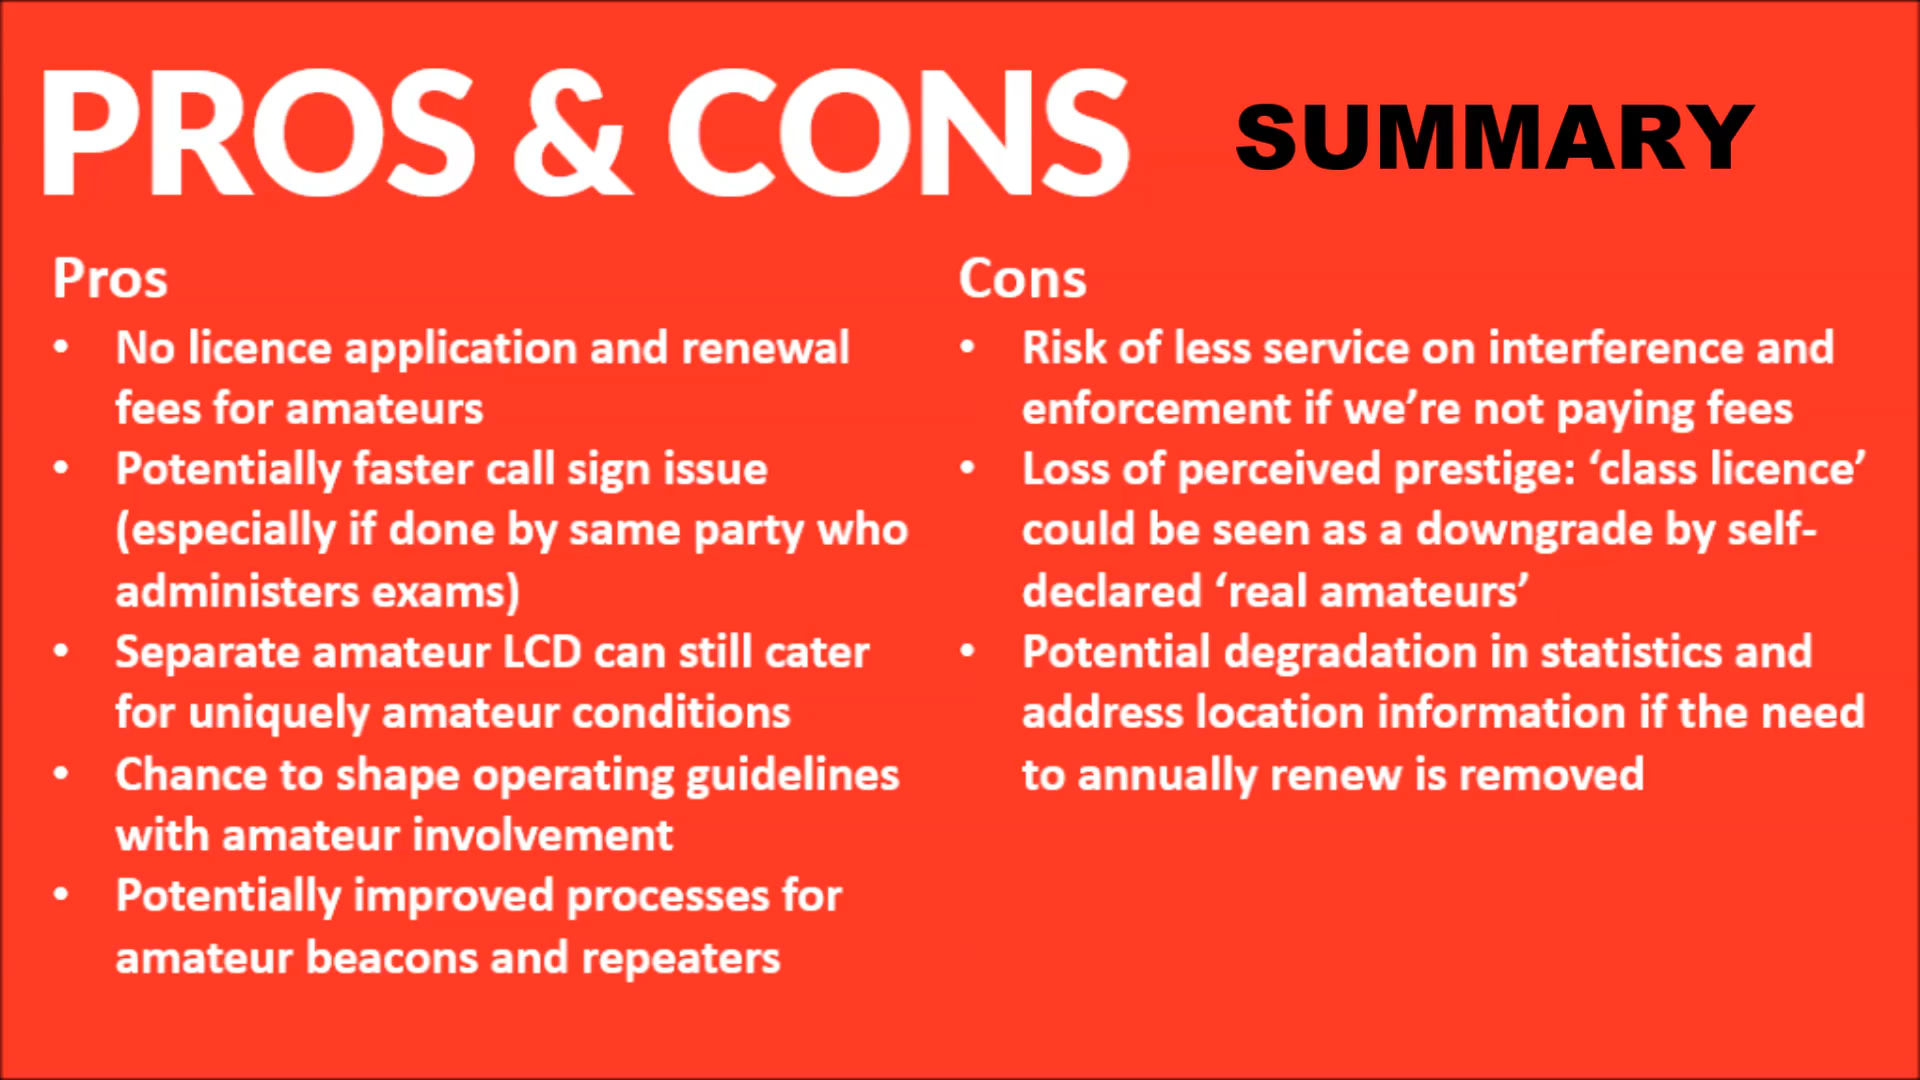 PROS & CONS SUMMARY
Pros
• No licence application and renewal
fees for amateurs
• Potentially faster call sign issue
(especially if done by same party who
administers exams)
• Separate amateur LCD can still cater
for uniquely amateur conditions
• Chance to shape operating guidelines
with amateur involvement
• Potentially improved processes for
amateur beacons and repeaters
Cons
• Risk of less service on interference and
enforcement if we’re not paying fees
• Loss of perceived prestige: ‘class licence’
could be seen as a downgrade by self-
declared ‘real amateurs’
• Potential degradation in statistics and
address location information if the need
to annually renew is removed